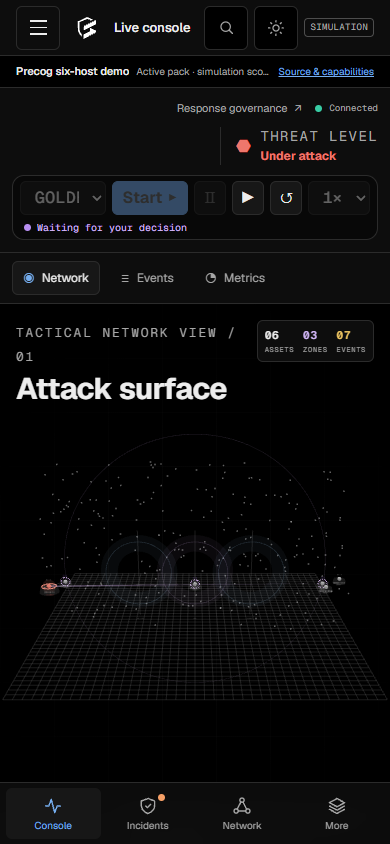 Live console
SIMULATION
Precog six-host demo Active pack · simulation sco… Source & capabilities
Response governance ↗ Connected
THREAT LEVEL
Under attack
Start ▸ 1×
Waiting for your decision
Network Events Metrics
TACTICAL NETWORK VIEW /
01
06 03 07
ASSETS ZONES EVENTS
Attack surface
Console Incidents Network More